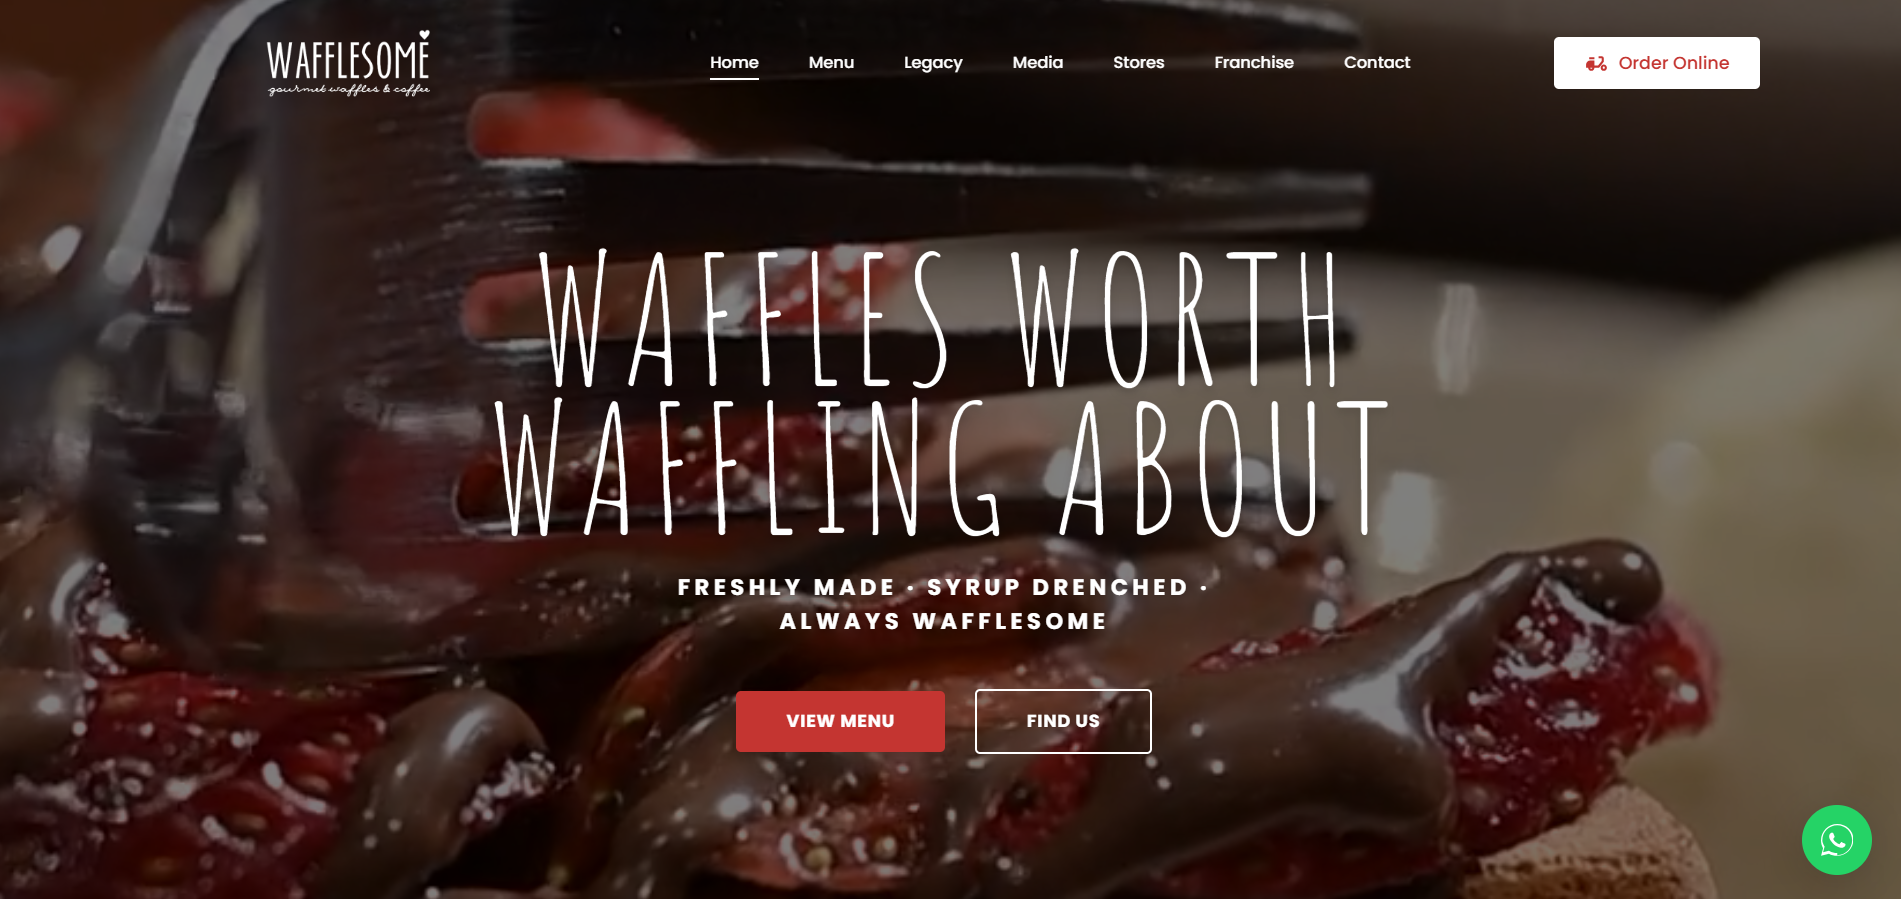 WAFFLESOME
gourmet waffles & coffee
Home Menu Legacy Media Stores Franchise Contact
Order Online
WAFFLES WORTH
WAFFLING ABOUT
FRESHLY MADE · SYRUP DRENCHED ·
ALWAYS WAFFLESOME
VIEW MENU FIND US